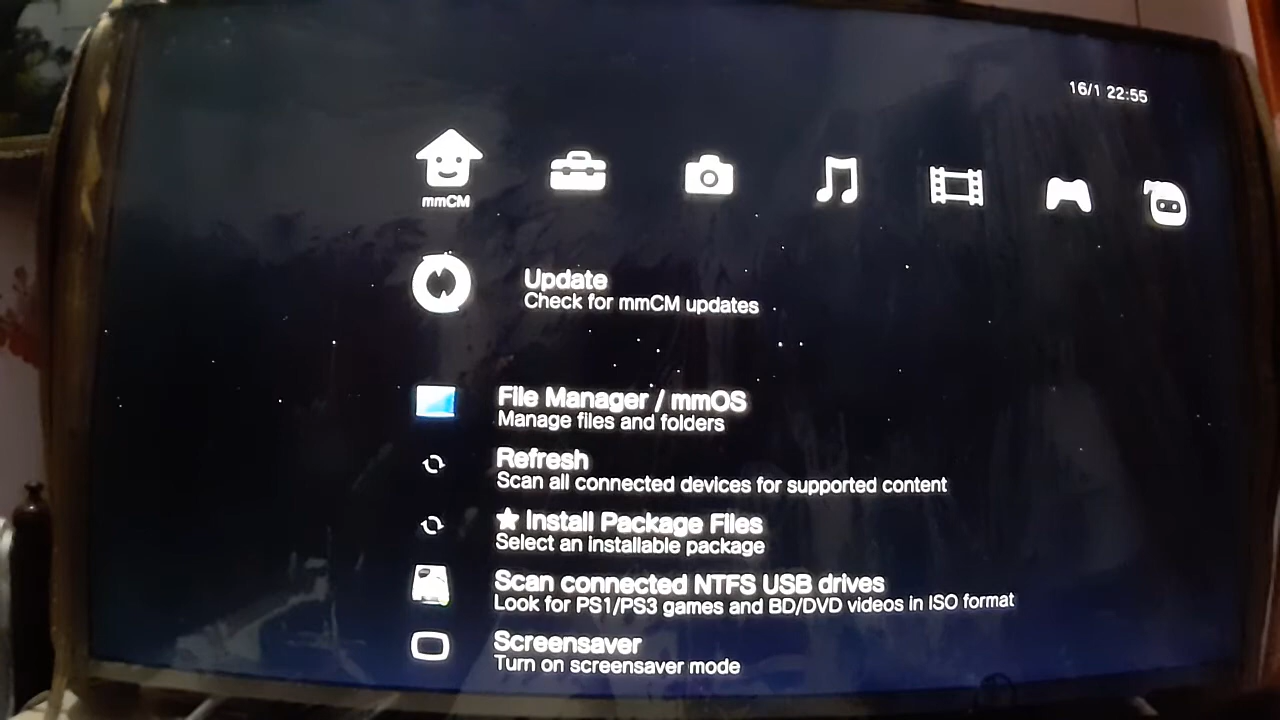 16/1 22:55
mmCM
Update
Check for mmCM updates
File Manager / mmOS
Manage files and folders
Refresh
Scan all connected devices for supported content
★ Install Package Files
Select an installable package
Scan connected NTFS USB drives
Look for PS1/PS3 games and BD/DVD videos in ISO format
Screensaver
Turn on screensaver mode